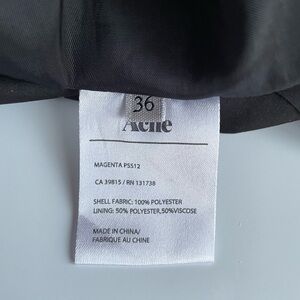 36
Acne
MAGENTA PSS12
CA 39815 / RN 131738
SHELL FABRIC: 100% POLYESTER
LINING: 50% POLYESTER,50%VISCOSE
MADE IN CHINA/
FABRIQUE AU CHINE